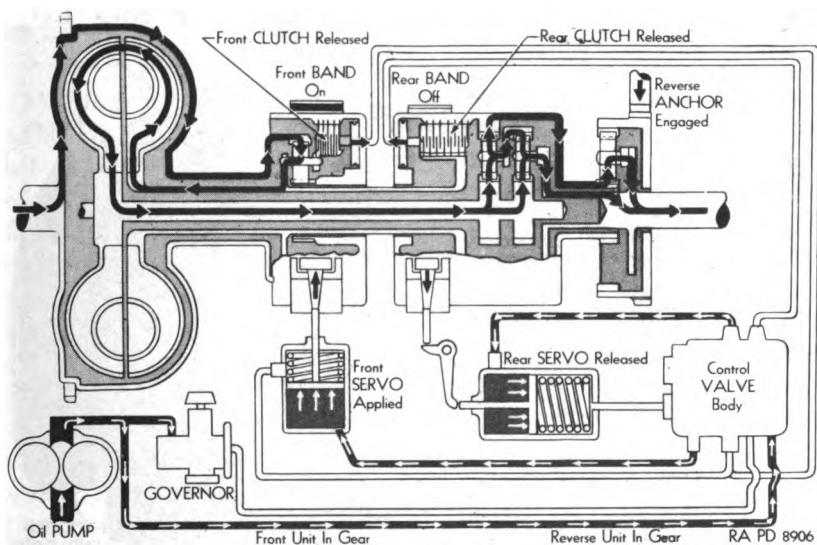 Front CLUTCH Released
Rear CLUTCH Released
Front BAND
On
Rear BAND
Off
Reverse
ANCHOR
Engaged
Front
SERVO
Applied
Rear SERVO Released
Control
VALVE
Body
GOVERNOR
Oil PUMP
Front Unit In Gear
Reverse Unit In Gear
RA PD 8906